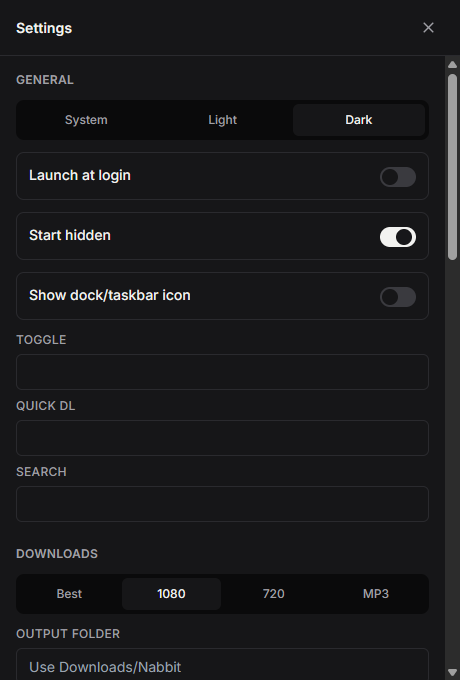 Settings
GENERAL
System Light Dark
Launch at login
Start hidden
Show dock/taskbar icon
TOGGLE
QUICK DL
SEARCH
DOWNLOADS
Best 1080 720 MP3
OUTPUT FOLDER
Use Downloads/Nabbit